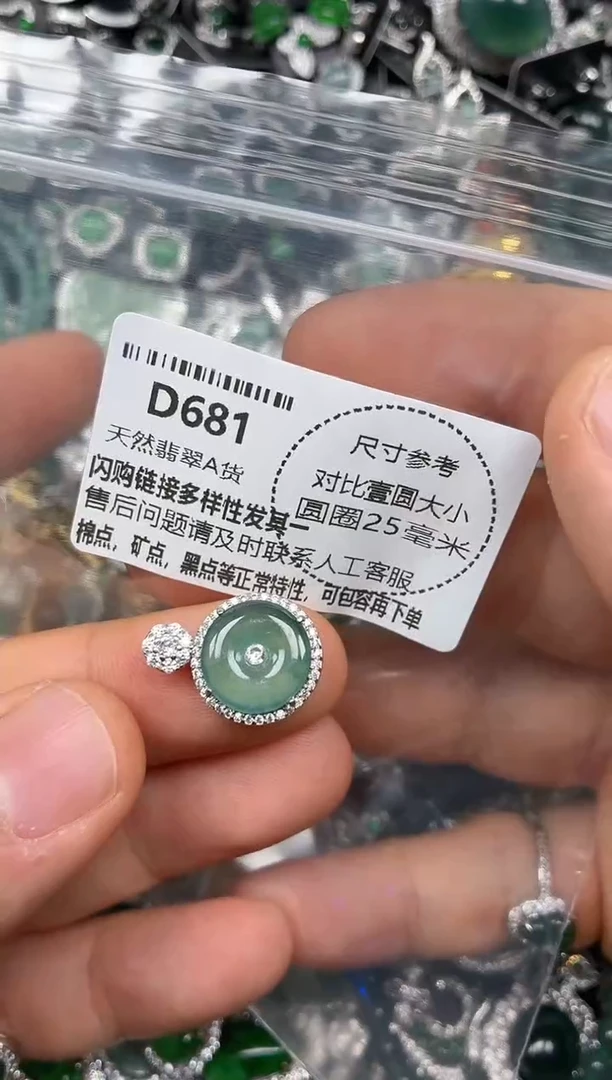 D681
天然翡翠A货
闪购链接多样性发其一
售后问题请及时联系人工客服
棉点，矿点，黑点等正常特性，可包容再下单
尺寸参考
对比壹圆大小
圆圈25毫米